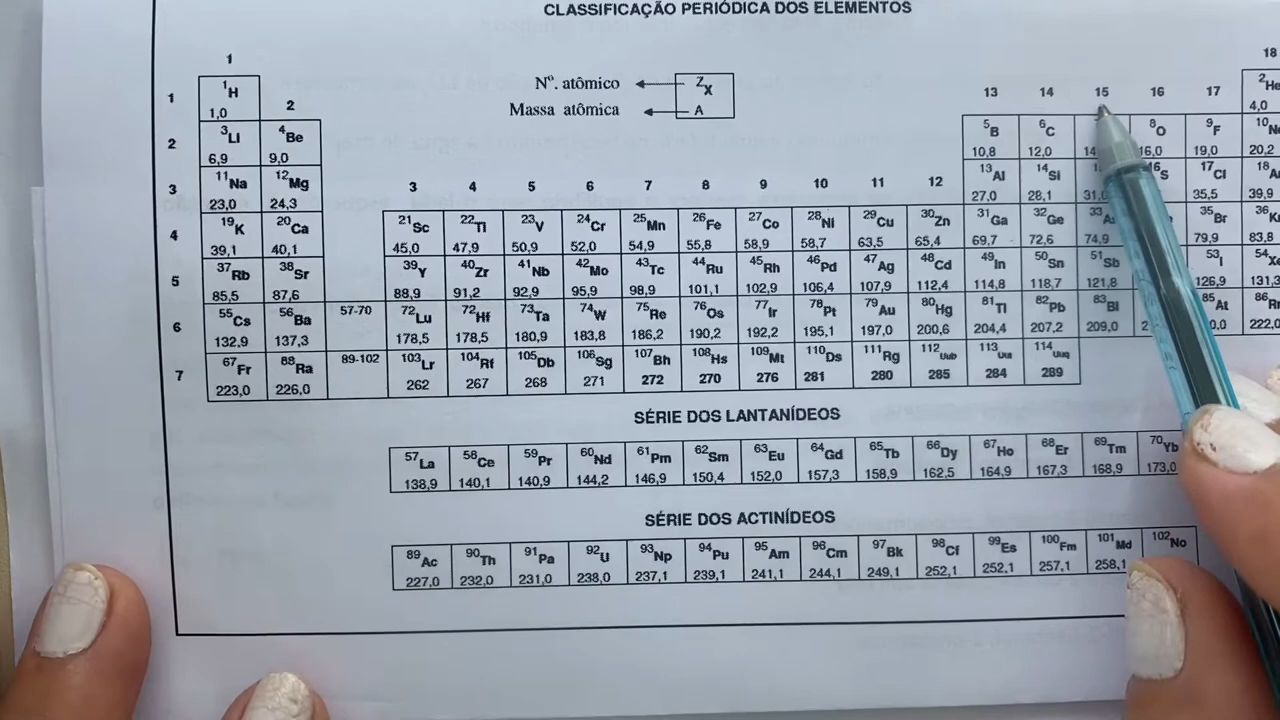 CLASSIFICAÇÃO PERIÓDICA DOS ELEMENTOS
1 18
Nº. atômico Z X
Massa atômica A
2 13 14 15 16 17
1 1 H 1,0 2 He 4,0
2 3 Li 6,9 4 Be 9,0 5 B 10,8 6 C 12,0 8 O 16,0 9 F 19,0 10 Ne 20,2
3 11 Na 23,0 12 Mg 24,3 3 4 5 6 7 8 9 10 11 12 13 Al 27,0 14 Si 28,1 16 S 17 Cl 35,5 39,9
4 19 K 39,1 20 Ca 40,1 21 Sc 45,0 22 Ti 47,9 23 V 50,9 24 Cr 52,0 25 Mn 54,9 26 Fe 55,8 27 Co 58,9 28 Ni 58,7 29 Cu 63,5 30 Zn 65,4 31 Ga 69,7 32 Ge 72,6 33 74,9 35 Br 79,9 36 83,8
5 37 Rb 85,5 38 Sr 87,6 39 Y 88,9 40 Zr 91,2 41 Nb 92,9 42 Mo 95,9 43 Tc 98,9 44 Ru 101,1 45 Rh 102,9 46 Pd 106,4 47 Ag 107,9 48 Cd 112,4 49 In 114,8 50 Sn 118,7 51 Sb 121,8 53 I 126,9 54 Xe 131,3
6 55 Cs 132,9 56 Ba 137,3 57-70 72 Lu 178,5 72 Hf 178,5 73 Ta 180,9 74 W 183,8 75 Re 186,2 76 Os 190,2 77 Ir 192,2 78 Pt 195,1 79 Au 197,0 80 Hg 200,6 81 Tl 204,4 82 Pb 207,2 83 Bi 209,0 85 At 86 222,0
7 67 Fr 223,0 88 Ra 226,0 89-102 103 Lr 262 104 Rf 267 105 Db 268 106 Sg 271 107 Bh 272 108 Hs 270 109 Mt 276 110 Ds 281 111 Rg 280 112 Uub 285 113 Uut 284 114 Uuq 289
SÉRIE DOS LANTANÍDEOS
57 La 58 Ce 59 Pr 60 Nd 61 Pm 62 Sm 63 Eu 64 Gd 65 Tb 66 Dy 67 Ho 68 Er 69 Tm 70 Yb
138,9 140,1 140,9 144,2 146,9 150,4 152,0 157,3 158,9 162,5 164,9 167,3 168,9 173,0
SÉRIE DOS ACTINÍDEOS
89 Ac 90 Th 91 Pa 92 U 93 Np 94 Pu 95 Am 96 Cm 97 Bk 98 Cf 99 Es 100 Fm 101 Md 102 No
227,0 232,0 231,0 238,0 237,1 239,1 241,1 244,1 249,1 252,1 252,1 257,1 258,1